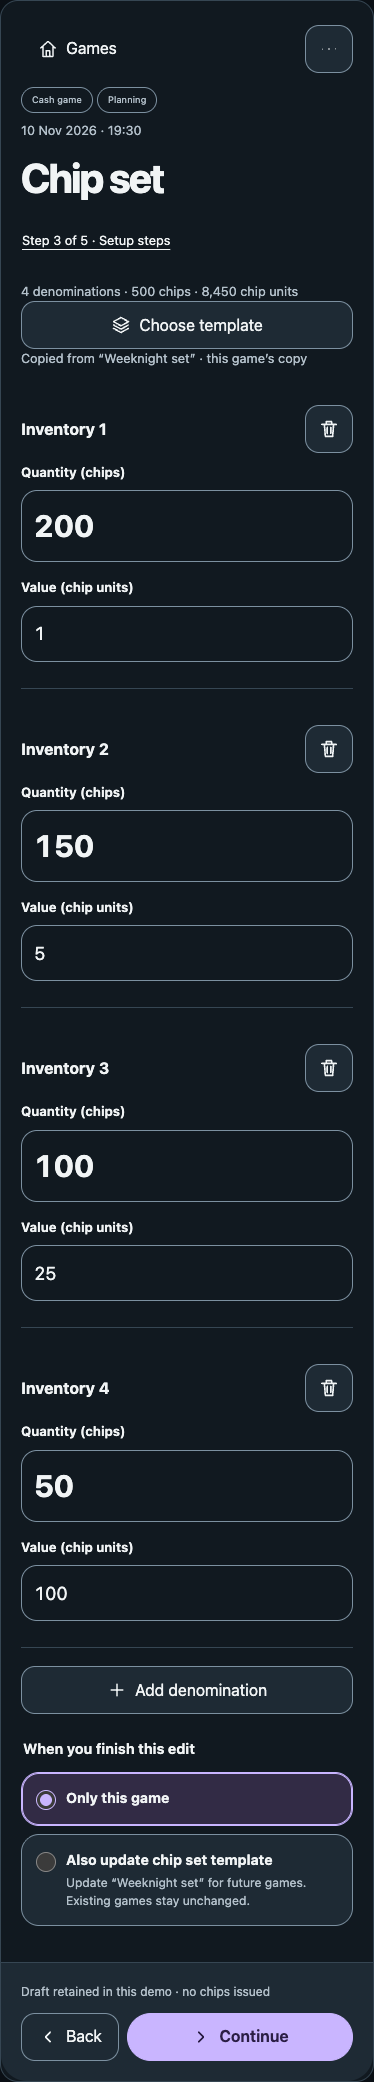 Games
Cash game Planning
10 Nov 2026 · 19:30
Chip set
Step 3 of 5 · Setup steps
4 denominations · 500 chips · 8,450 chip units
Choose template
Copied from “Weeknight set” · this game’s copy
Inventory 1
Quantity (chips)
200
Value (chip units)
1
Inventory 2
Quantity (chips)
150
Value (chip units)
5
Inventory 3
Quantity (chips)
100
Value (chip units)
25
Inventory 4
Quantity (chips)
50
Value (chip units)
100
Add denomination
When you finish this edit
Only this game
Also update chip set template
Update “Weeknight set” for future games.
Existing games stay unchanged.
Draft retained in this demo · no chips issued
Back Continue